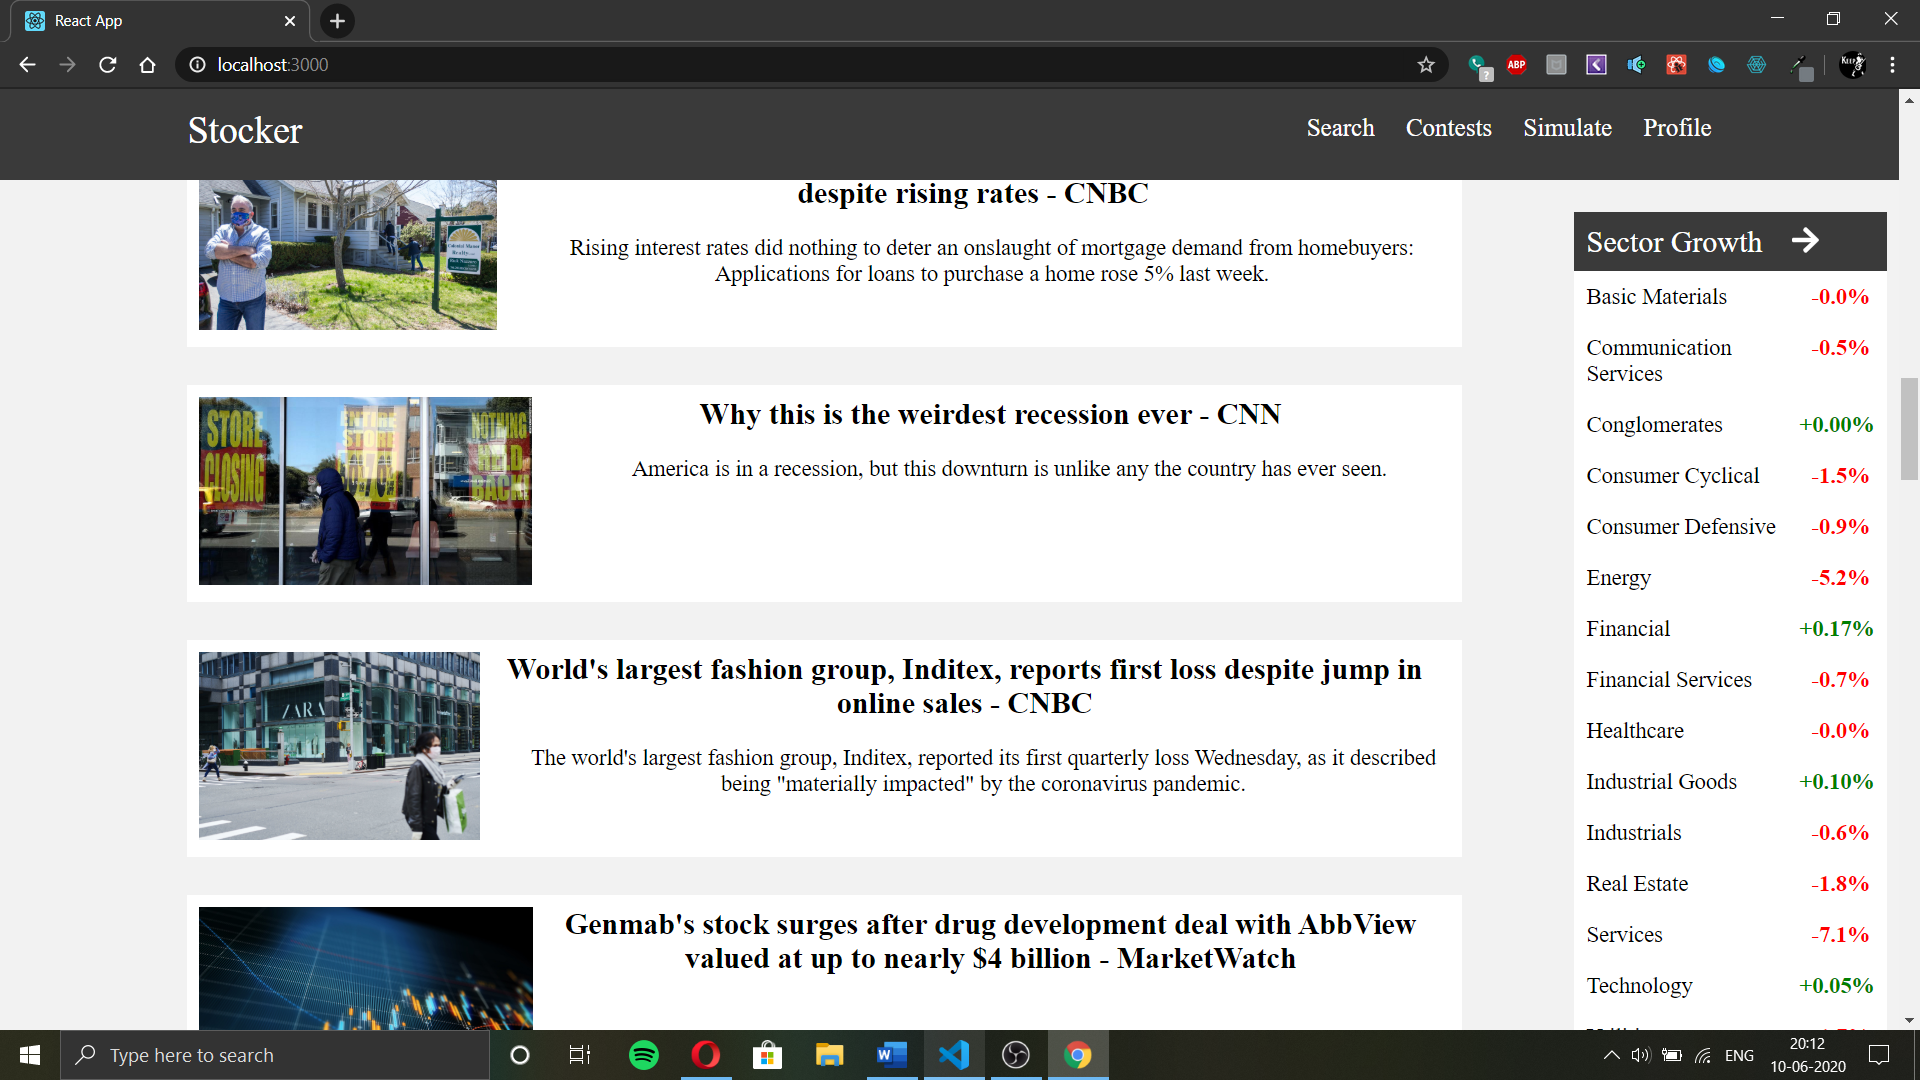 React App
localhost:3000
ABP
Stocker
Search Contests Simulate Profile
despite rising rates - CNBC
Rising interest rates did nothing to deter an onslaught of mortgage demand from homebuyers:
Applications for loans to purchase a home rose 5% last week.
STORE
CLOSING
ENTIRE
STORE
NOTHING
HELD
BACK!
Why this is the weirdest recession ever - CNN
America is in a recession, but this downturn is unlike any the country has ever seen.
ZARA
World's largest fashion group, Inditex, reports first loss despite jump in
online sales - CNBC
The world's largest fashion group, Inditex, reported its first quarterly loss Wednesday, as it described
being "materially impacted" by the coronavirus pandemic.
Genmab's stock surges after drug development deal with AbbView
valued at up to nearly $4 billion - MarketWatch
Sector Growth
Basic Materials -0.0%
Communication -0.5%
Services
Conglomerates +0.00%
Consumer Cyclical -1.5%
Consumer Defensive -0.9%
Energy -5.2%
Financial +0.17%
Financial Services -0.7%
Healthcare -0.0%
Industrial Goods +0.10%
Industrials -0.6%
Real Estate -1.8%
Services -7.1%
Technology +0.05%
Type here to search
ENG
20:12
10-06-2020